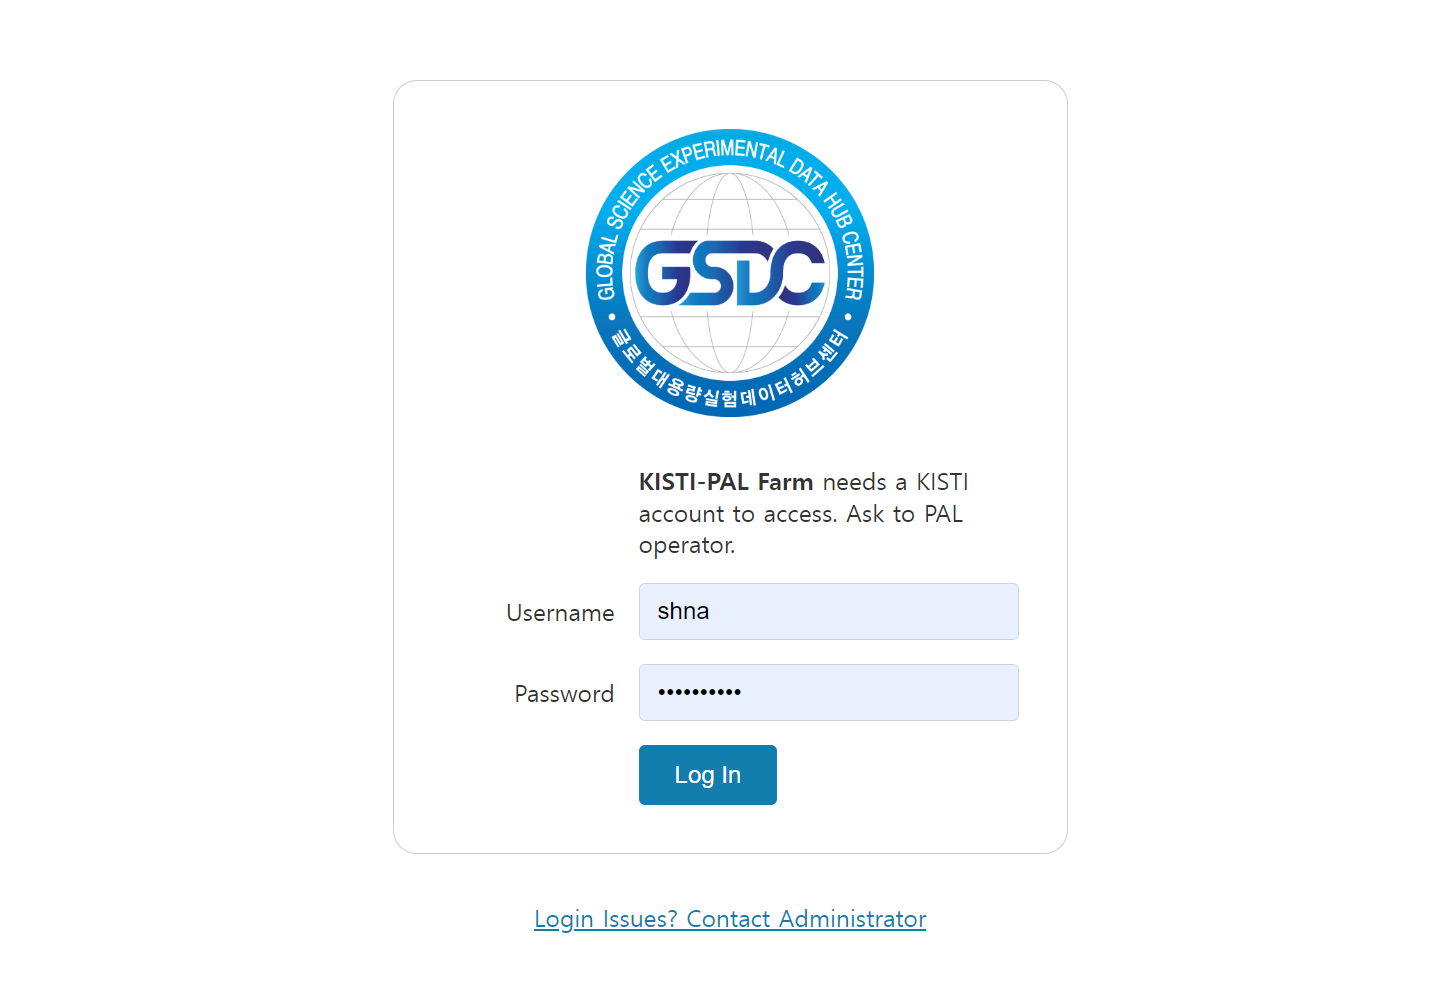 GLOBAL SCIENCE EXPERIMENTAL DATA HUB CENTER
GSDC
글로벌대용량실험데이터허브센터
KISTI-PAL Farm needs a KISTI
account to access. Ask to PAL
operator.
Username
shna
Password
••••••••••
Log In
Login Issues? Contact Administrator